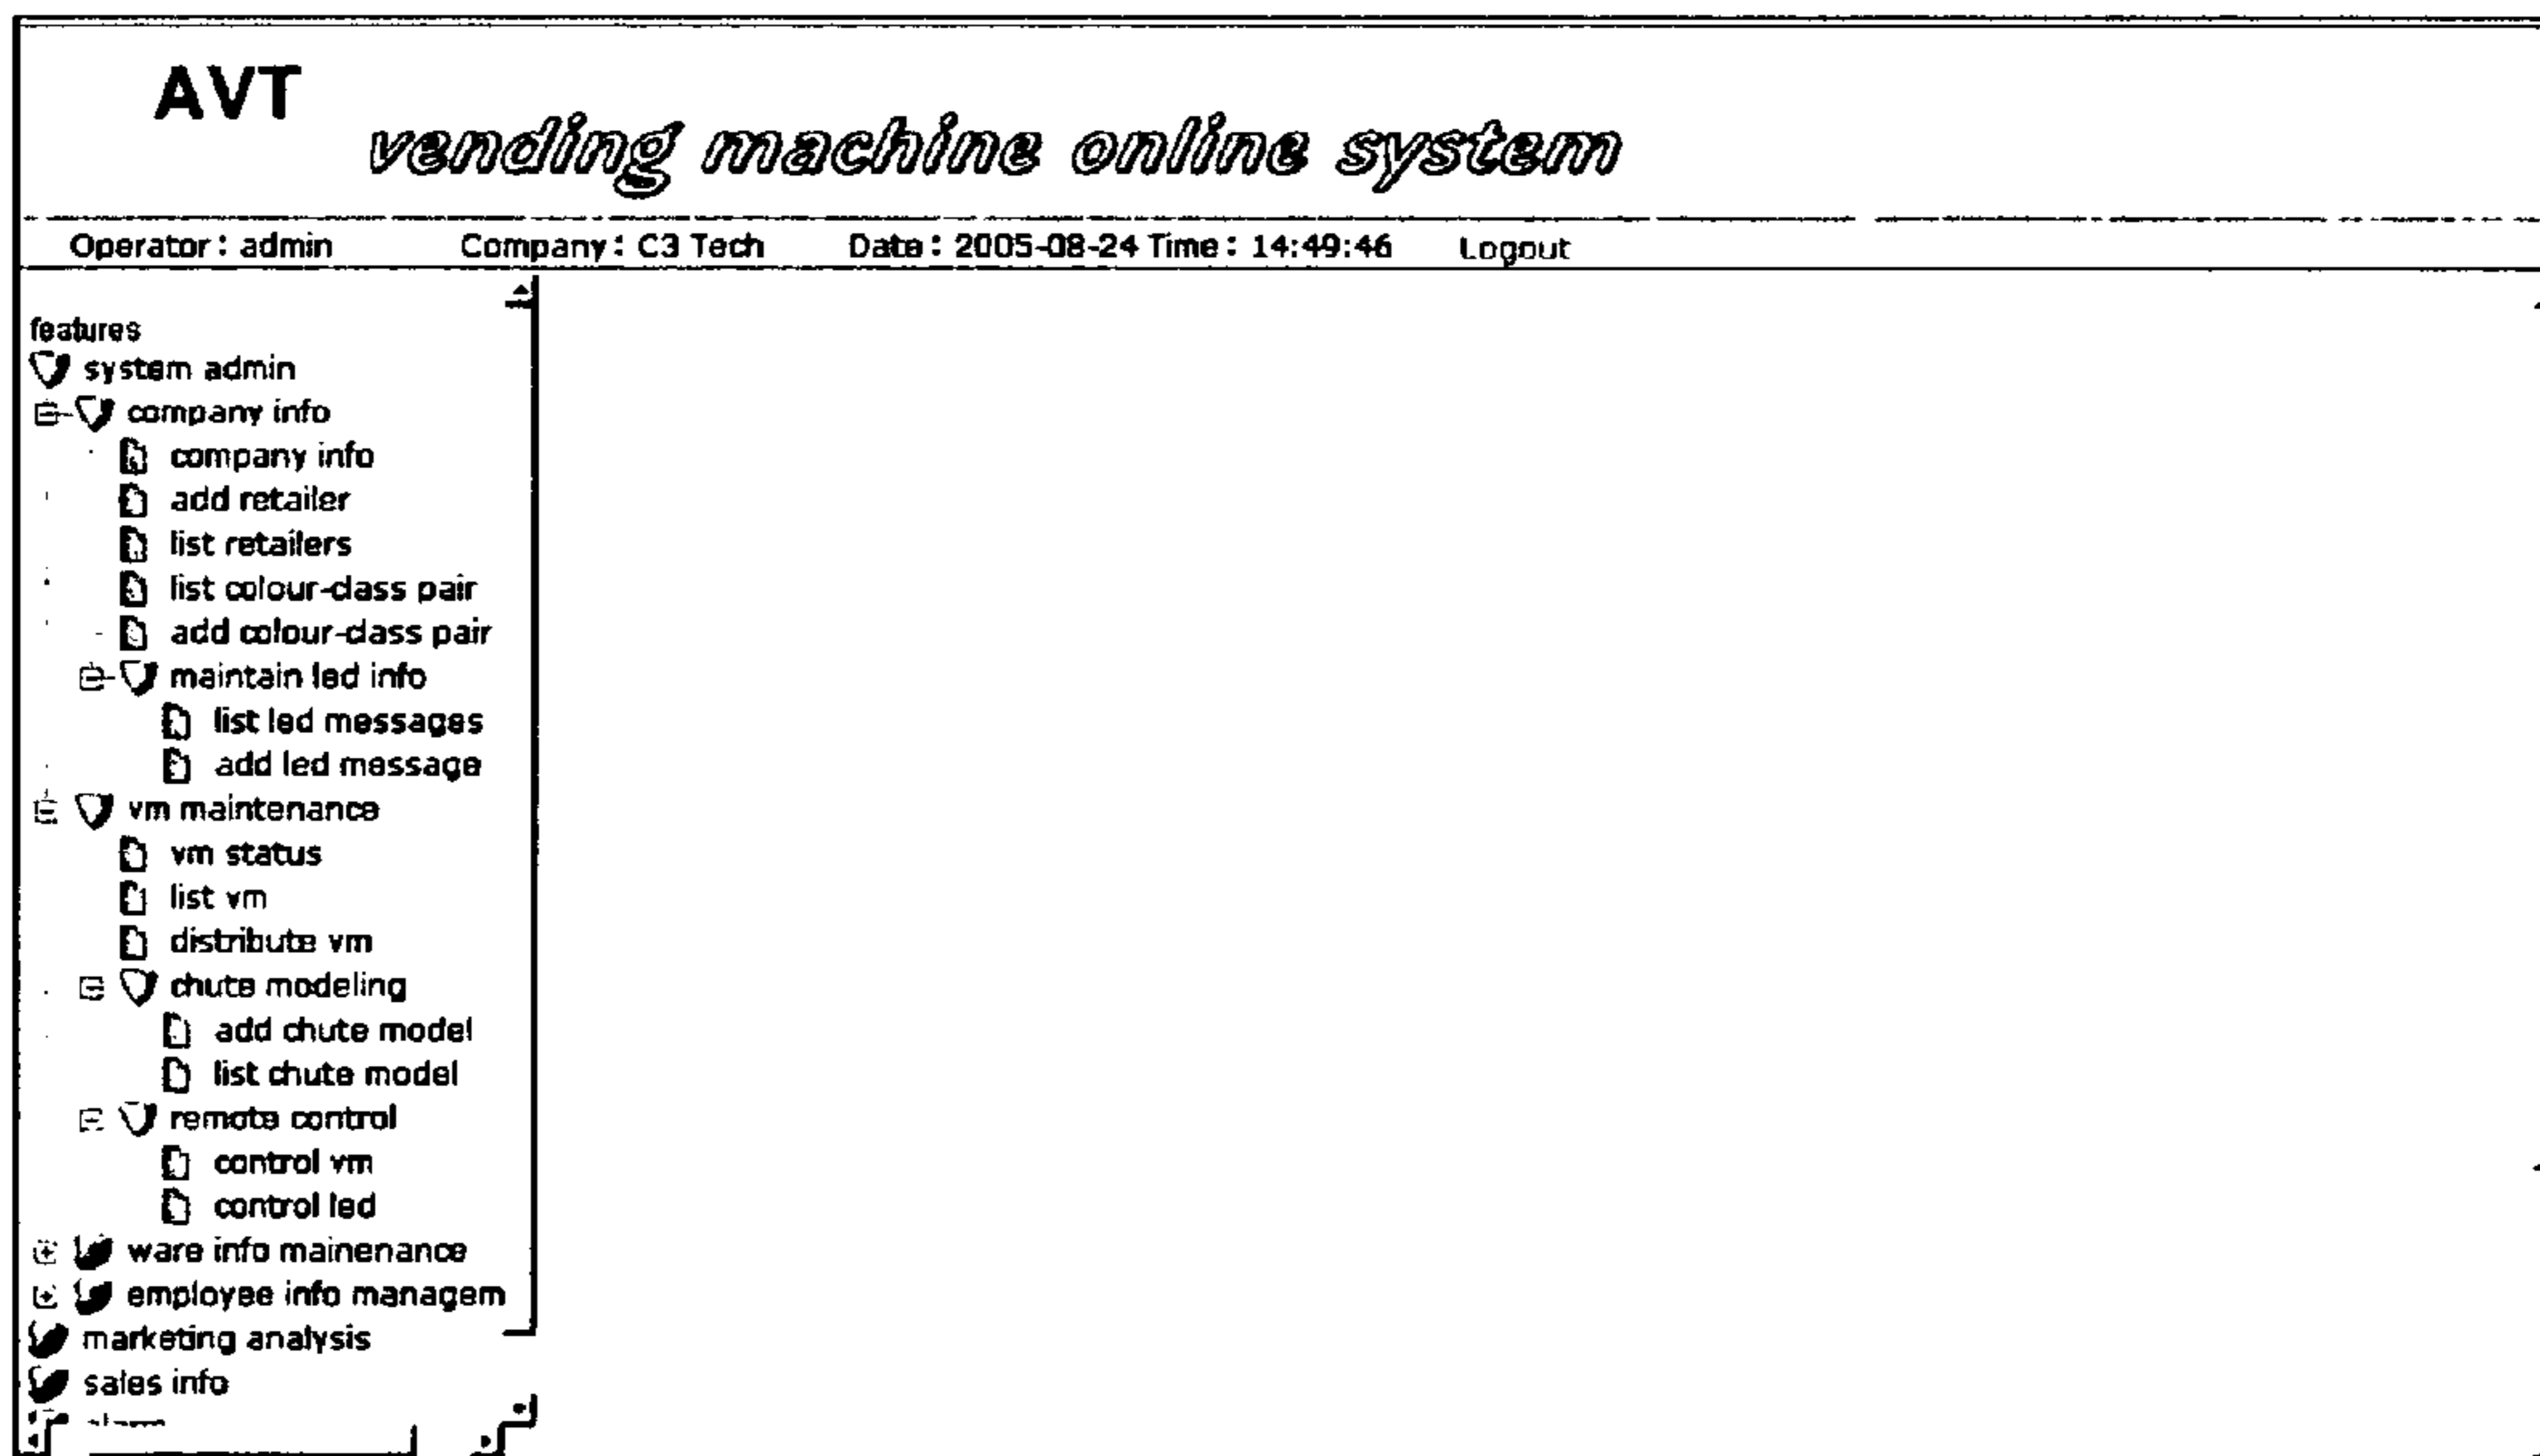 AVT
vending machine online system
Operator : admin Company : C3 Tech Date : 2005-08-24 Time : 14:49:46 Logout
features
system admin
company info
company info
add retailer
list retailers
list colour-class pair
add colour-class pair
maintain led info
list led messages
add led message
vm maintenance
vm status
list vm
distribute vm
chute modeling
add chute model
list chute model
remote control
control vm
control led
ware info mainenance
employee info managem
marketing analysis
sales info